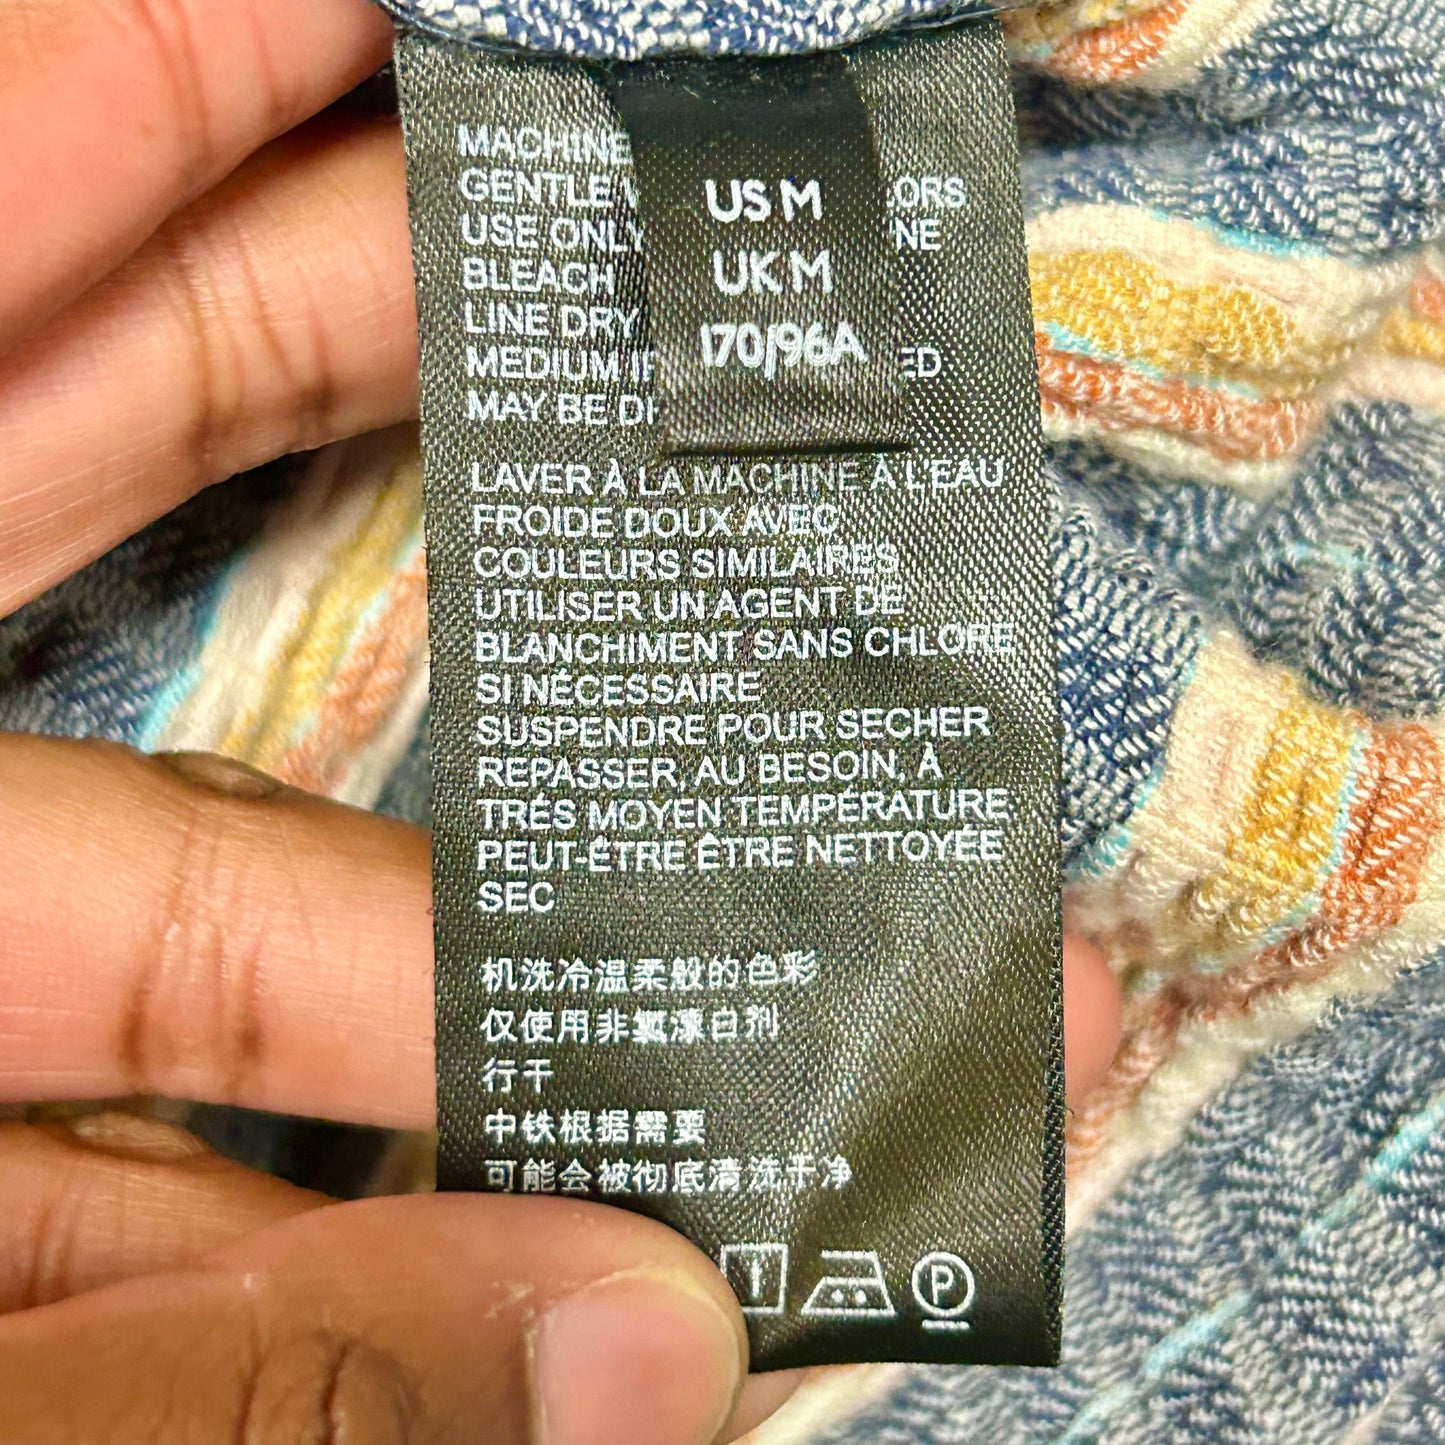 MACHINE
GENTLE
ORS
USE ONLY
NE
BLEACH
LINE DRY
MEDIUM
ED
MAY BE
US M
UK M
170/96A
LAVER À LA MACHINE À L'EAU
FROIDE DOUX AVEC
COULEURS SIMILAIRES
UTILISER UN AGENT DE
BLANCHIMENT SANS CHLORE
SI NÉCESSAIRE
SUSPENDRE POUR SECHER
REPASSER, AU BESOIN, À
TRÉS MOYEN TEMPÉRATURE
PEUT-ÊTRE ÊTRE NETTOYÉE
SEC
机洗冷温柔般的色彩
仅使用非氯漂白剂
行干
中铁根据需要
可能会被彻底清洗干净
P